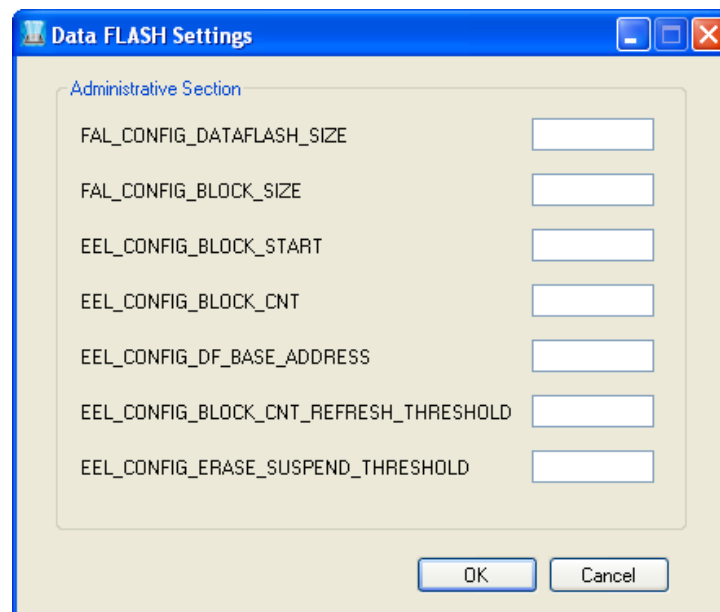 Data FLASH Settings
Administrative Section
FAL_CONFIG_DATAFLASH_SIZE
FAL_CONFIG_BLOCK_SIZE
EEL_CONFIG_BLOCK_START
EEL_CONFIG_BLOCK_CNT
EEL_CONFIG_DF_BASE_ADDRESS
EEL_CONFIG_BLOCK_CNT_REFRESH_THRESHOLD
EEL_CONFIG_ERASE_SUSPEND_THRESHOLD
OK Cancel